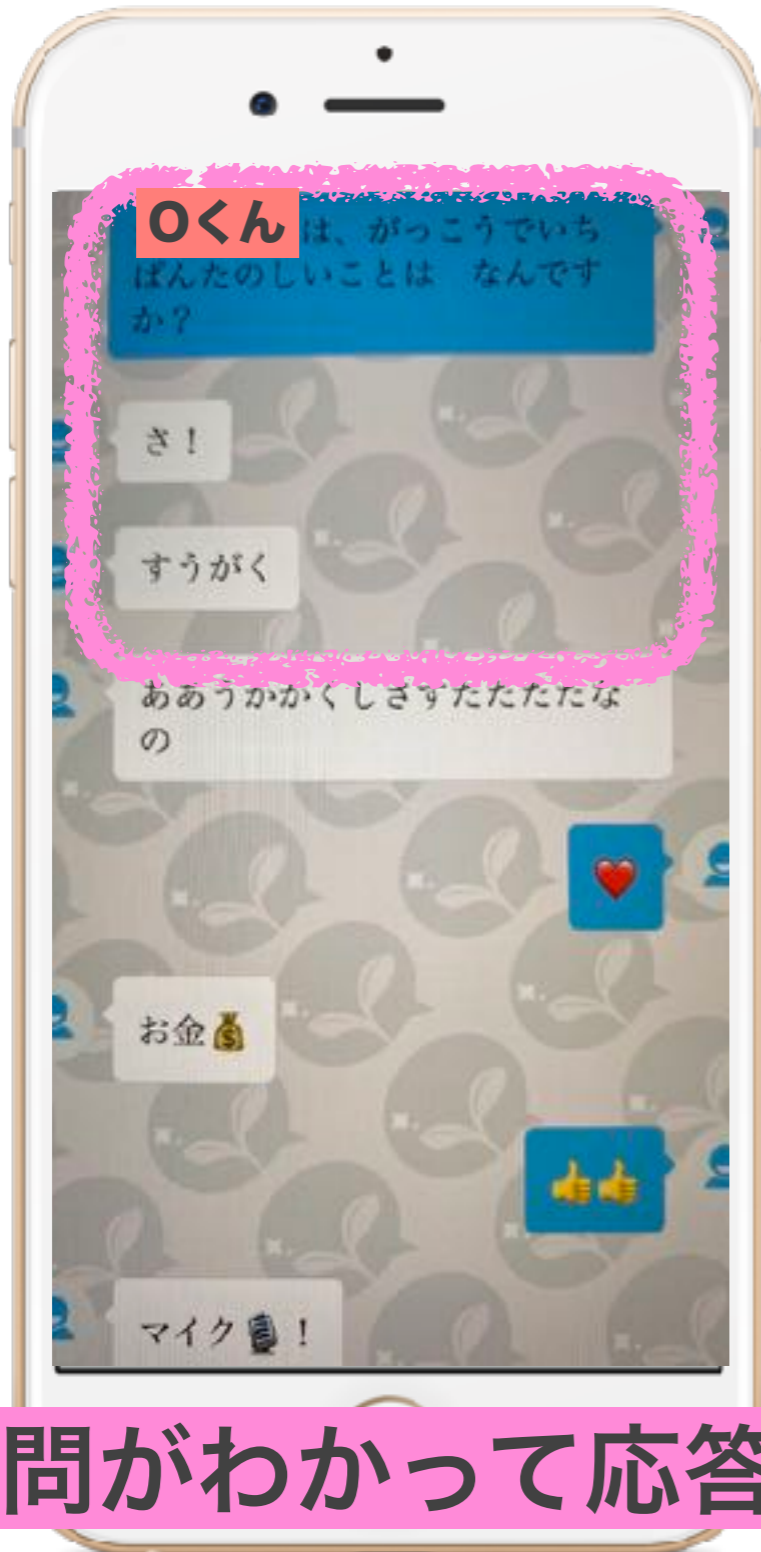 Oくん は、がっこうでいち
ばんたのしいことは　なんです
か？
さ！
すうがく
ああうかかくしざすたたたたな
の
❤️
お金💰
👍👍
マイク🎙！
問がわかって応答